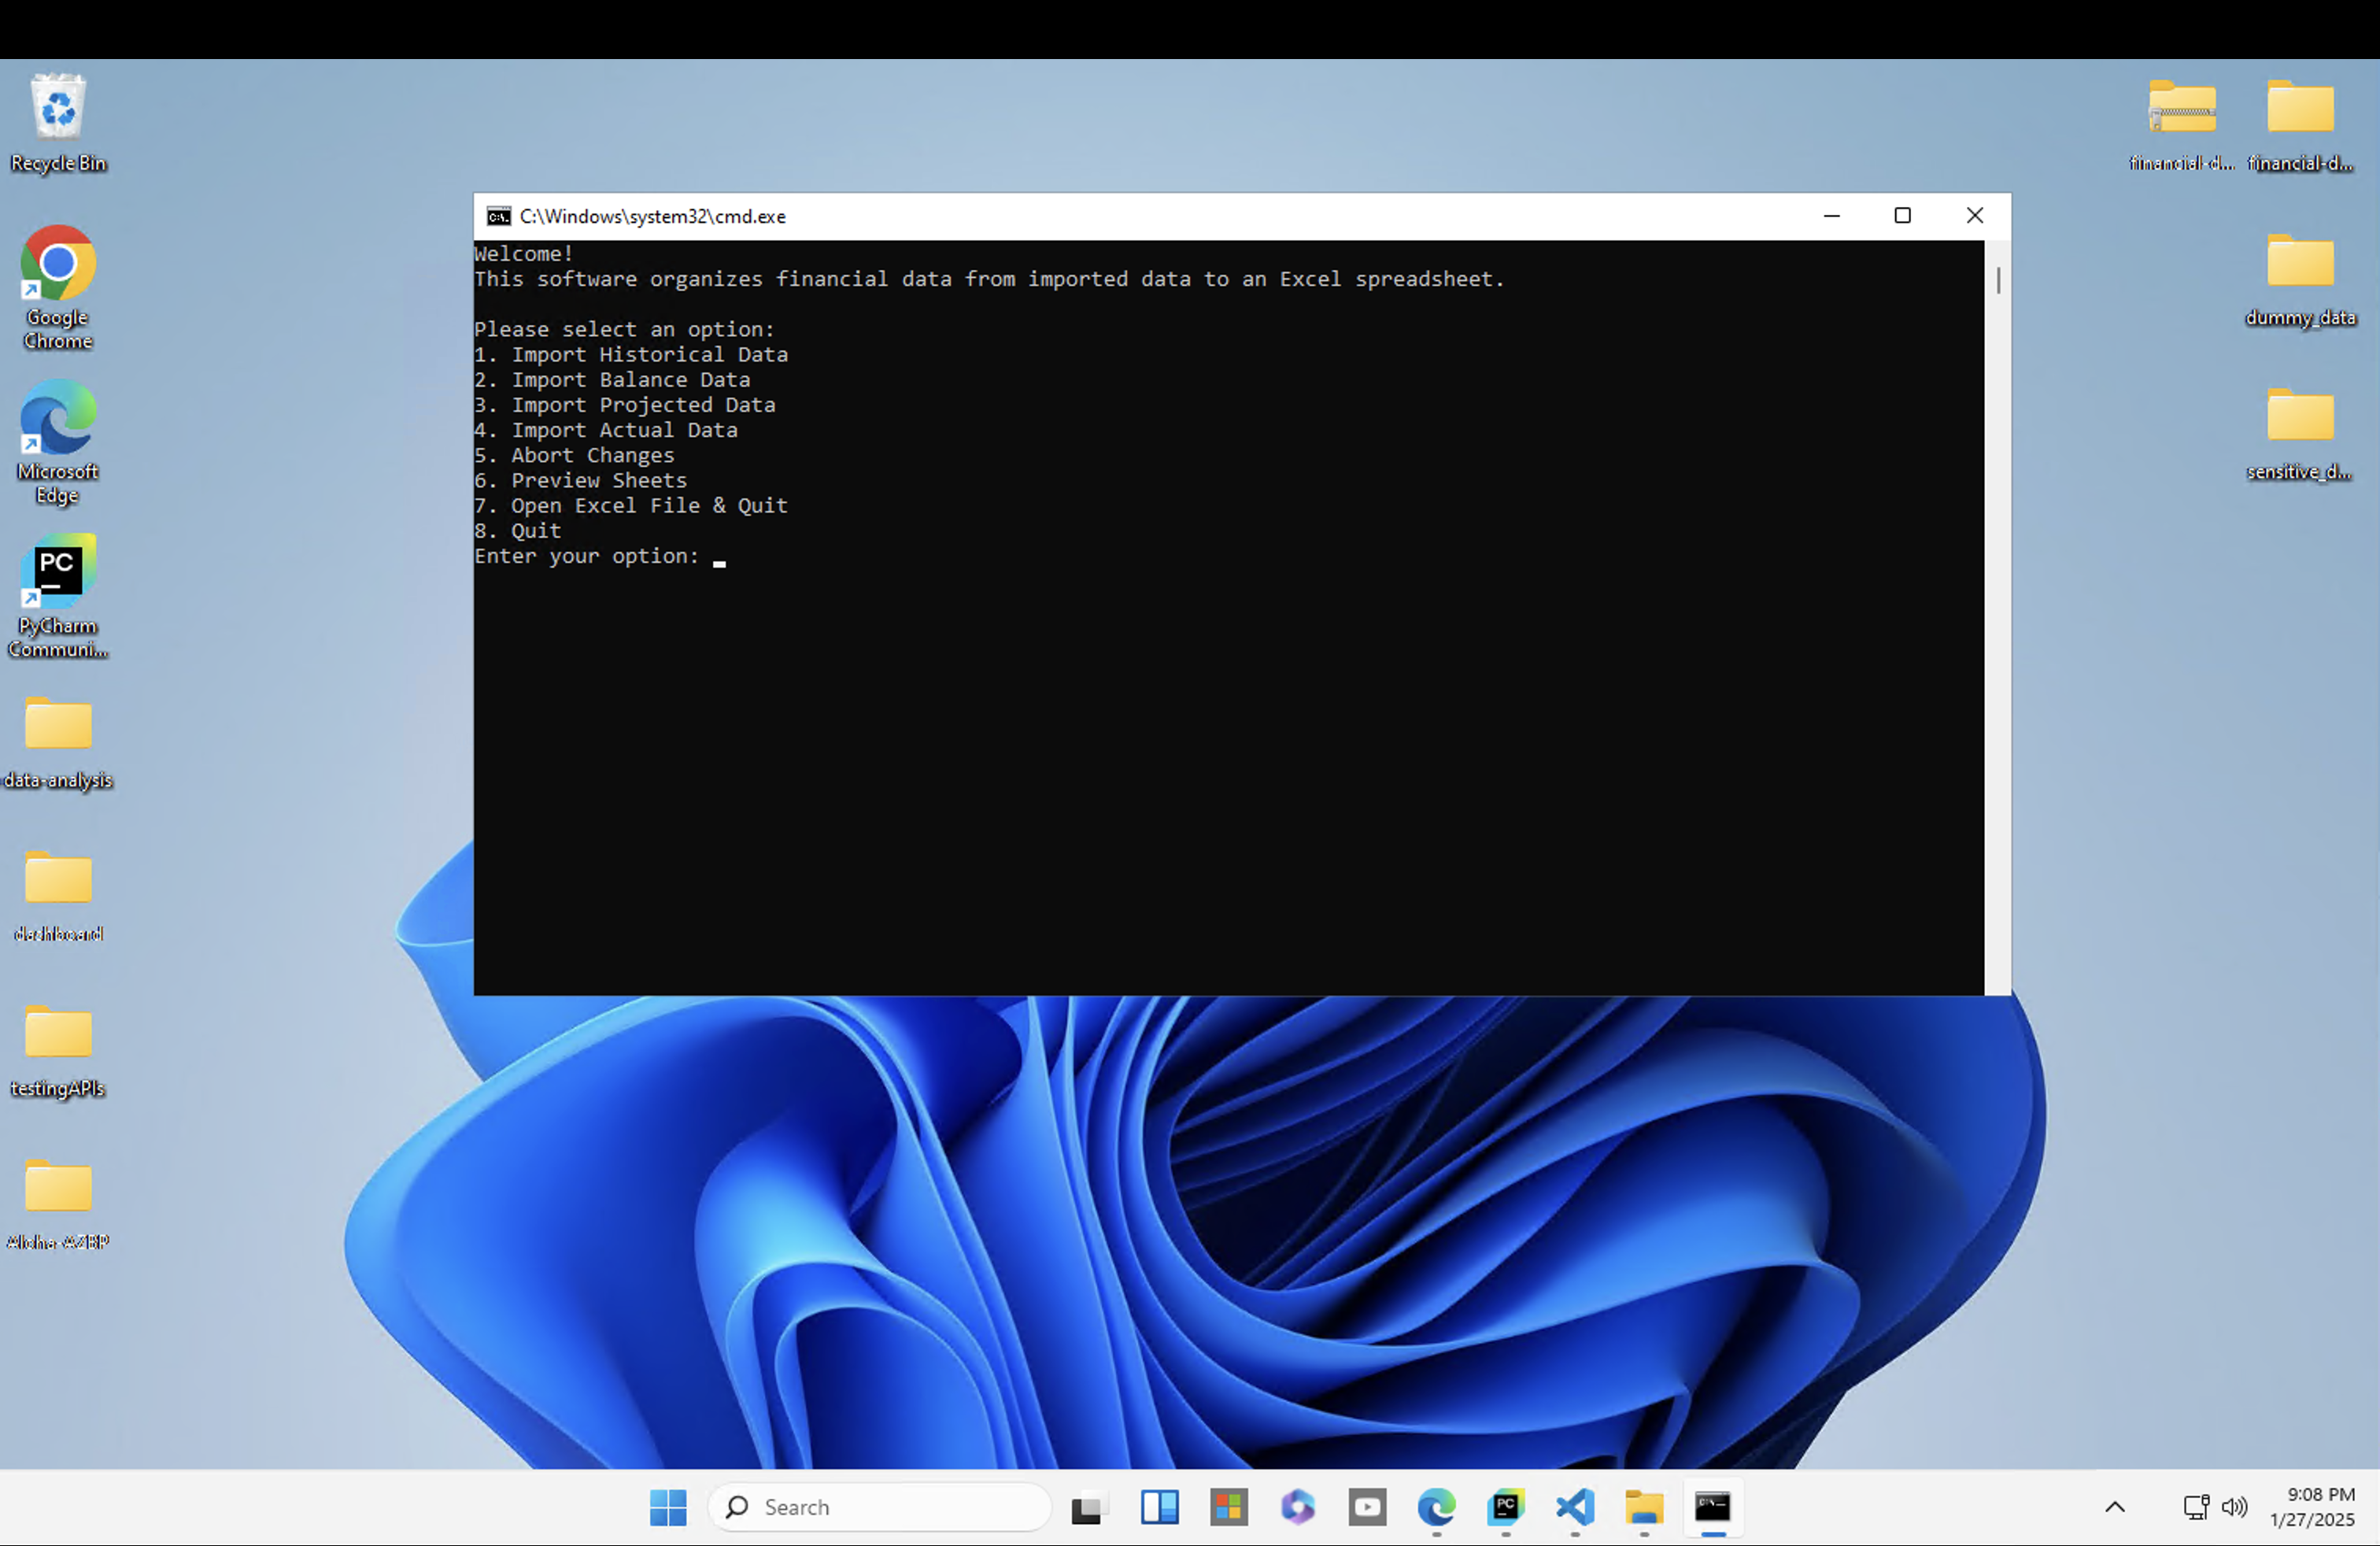 Recycle Bin
Google
Chrome
Microsoft
Edge
PC
PyCharm
Communi...
data-analysis
dashboard
testingAPIs
financial-d...
financial-d...
dummy_data
sensitive_d...
C:\Windows\system32\cmd.exe
Welcome!
This software organizes financial data from imported data to an Excel spreadsheet.
Please select an option:
1. Import Historical Data
2. Import Balance Data
3. Import Projected Data
4. Import Actual Data
5. Abort Changes
6. Preview Sheets
7. Open Excel File & Quit
8. Quit
Enter your option:
Search
PC
9:08 PM
1/27/2025